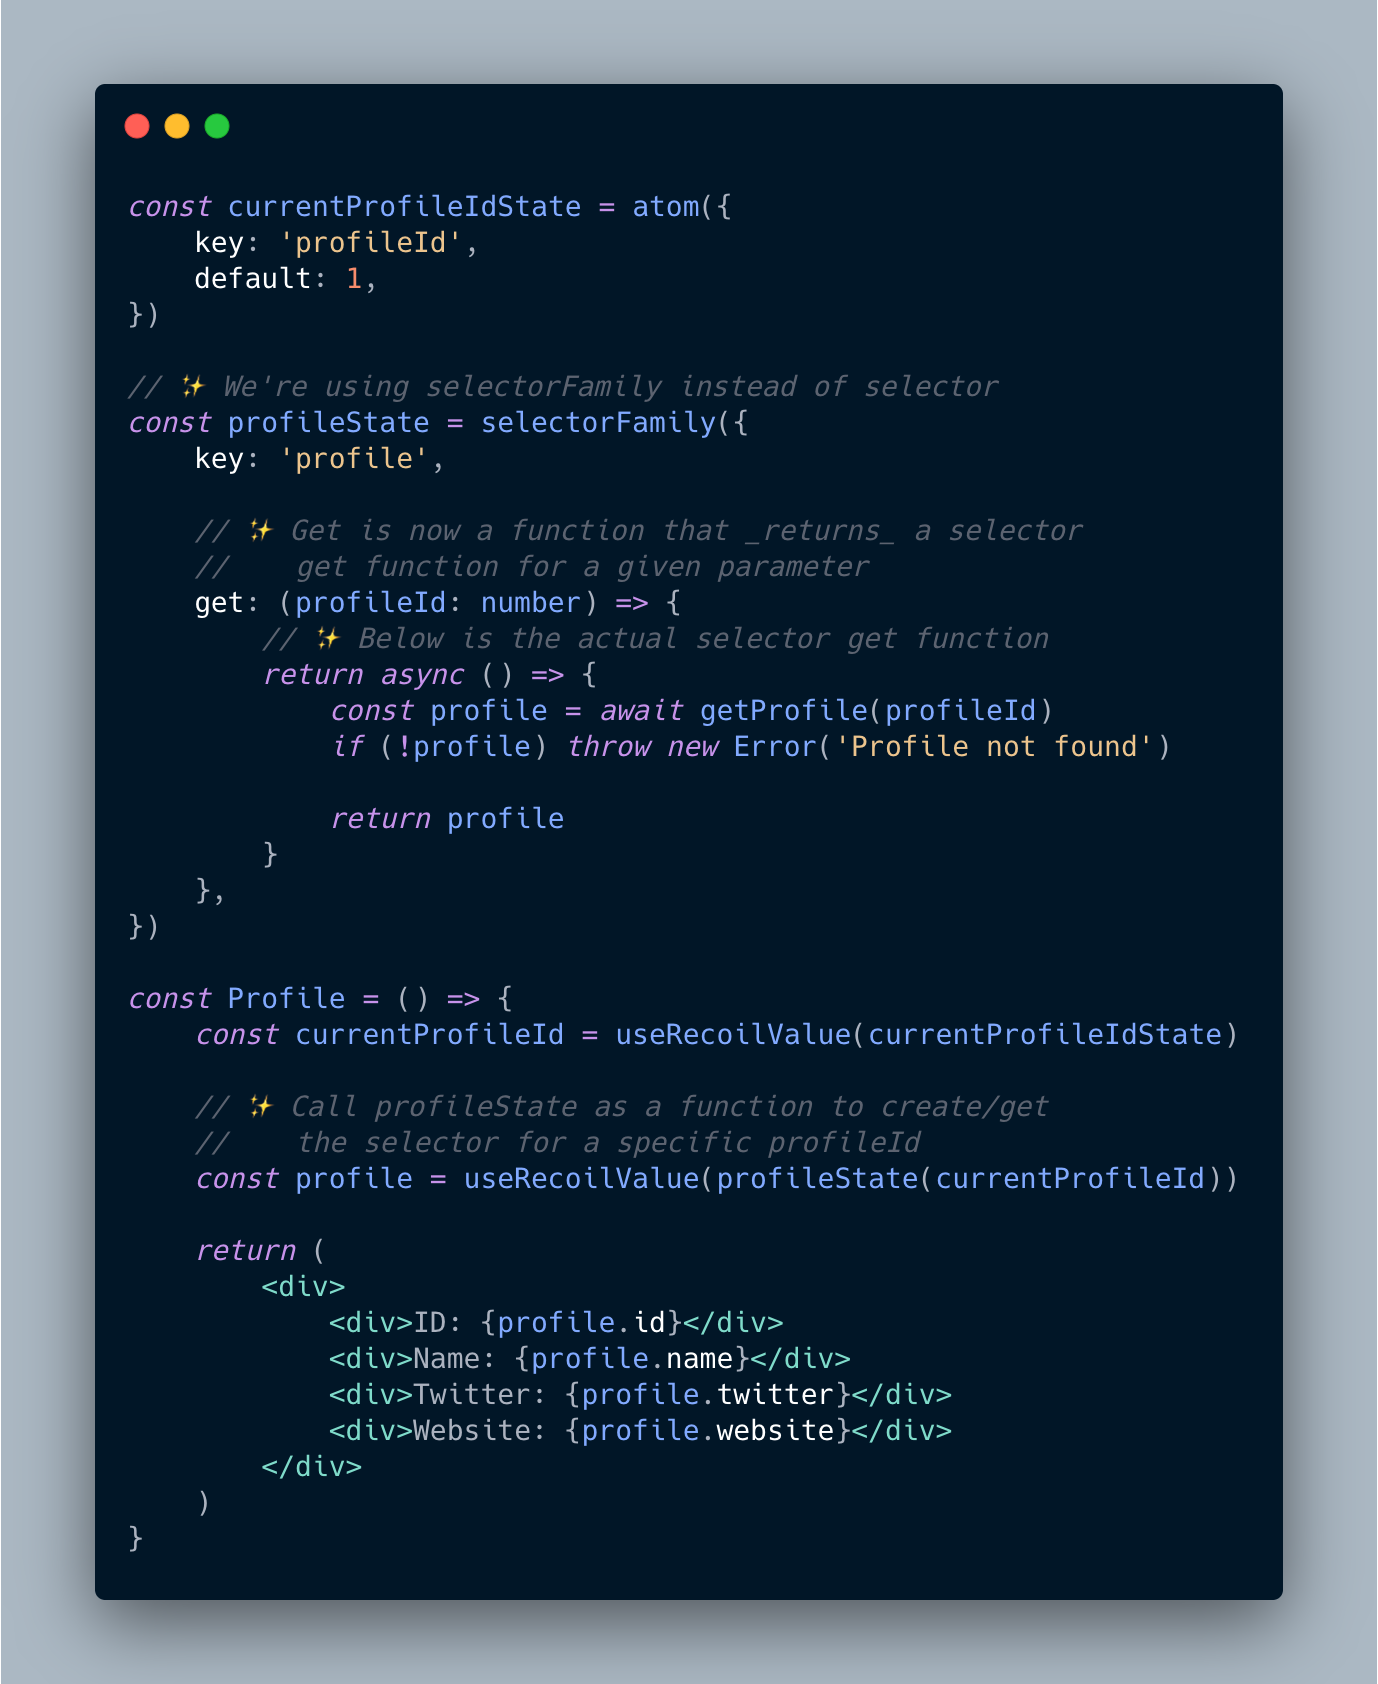 const currentProfileIdState = atom({
    key: 'profileId',
    default: 1,
})

// ✨ We're using selectorFamily instead of selector
const profileState = selectorFamily({
    key: 'profile',

    // ✨ Get is now a function that _returns_ a selector
    //    get function for a given parameter
    get: (profileId: number) => {
        // ✨ Below is the actual selector get function
        return async () => {
            const profile = await getProfile(profileId)
            if (!profile) throw new Error('Profile not found')

            return profile
        }
    },
})

const Profile = () => {
    const currentProfileId = useRecoilValue(currentProfileIdState)

    // ✨ Call profileState as a function to create/get
    //    the selector for a specific profileId
    const profile = useRecoilValue(profileState(currentProfileId))

    return (
        <div>
            <div>ID: {profile.id}</div>
            <div>Name: {profile.name}</div>
            <div>Twitter: {profile.twitter}</div>
            <div>Website: {profile.website}</div>
        </div>
    )
}